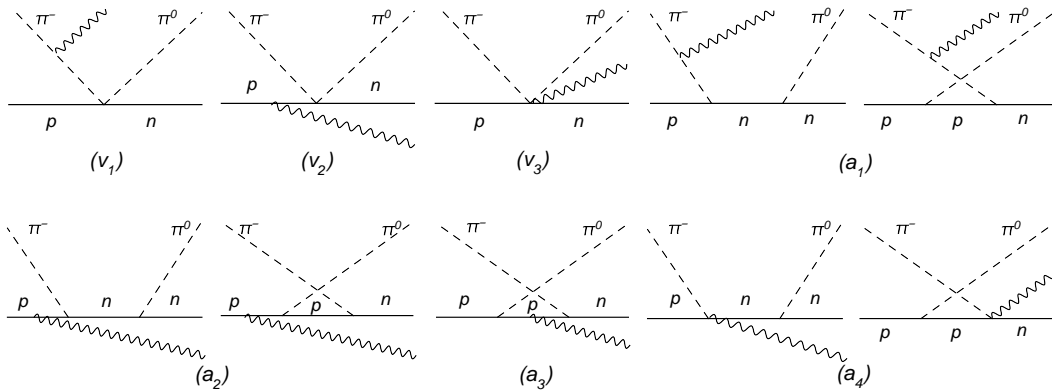 π⁻ π⁰ π⁻ π⁰ π⁻ π⁰ π⁻ π⁰ π⁻ π⁰
p n
p n p n p n n p p n
(v₁) (v₂) (v₃) (a₁)
π⁻ π⁰ π⁻ π⁰ π⁻ π⁰ π⁻ π⁰ π⁻ π⁰
p n n p p n p p n p n n
p p n
(a₂) (a₃) (a₄)